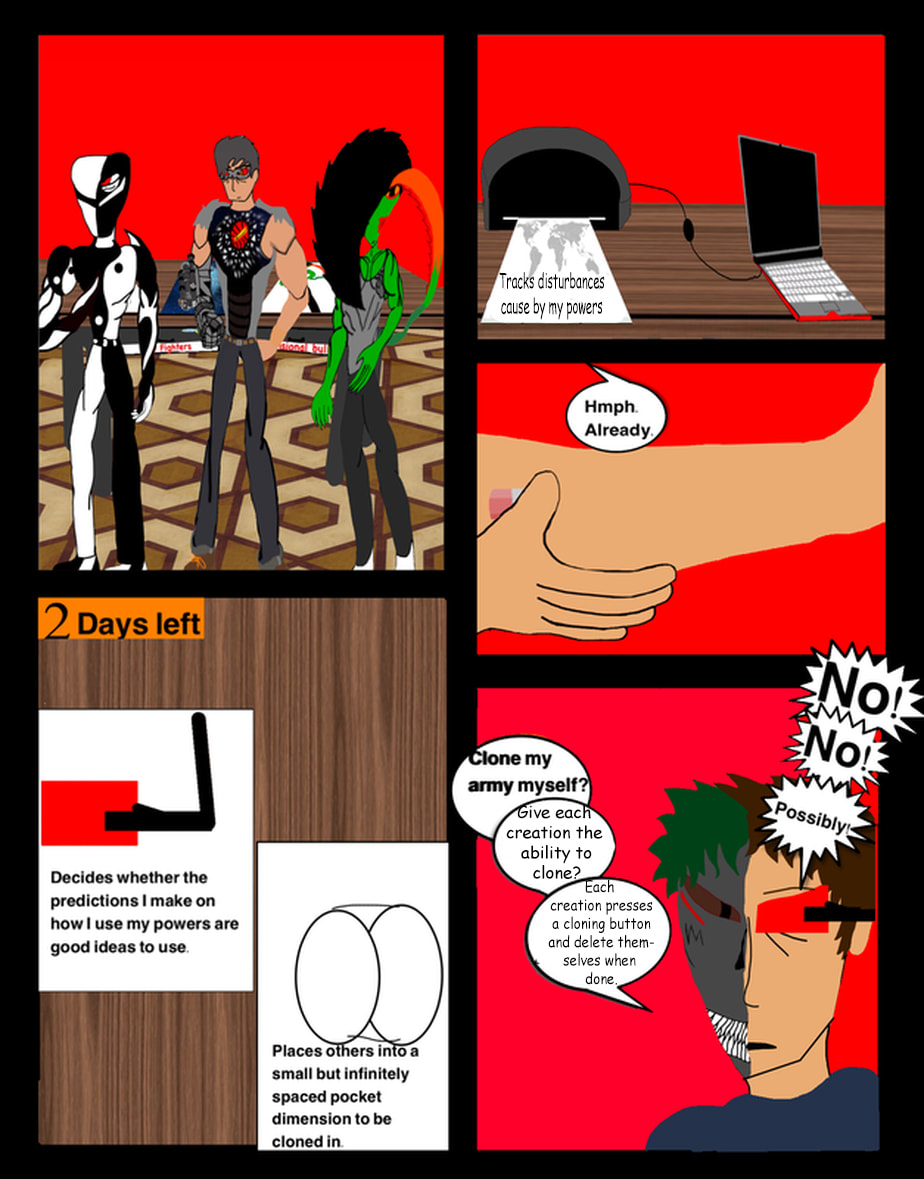 Fighters
sional bul
Tracks disturbances
cause by my powers
Hmph.
Already.
2 Days left
Decides whether the
predictions I make on
how I use my powers are
good ideas to use.
Places others into a
small but infinitely
spaced pocket
dimension to be
cloned in.
Clone my
army myself?
Give each
creation the
ability to
clone?
Each
creation presses
a cloning button
and delete them-
selves when
done.
No!
No!
Possibly!